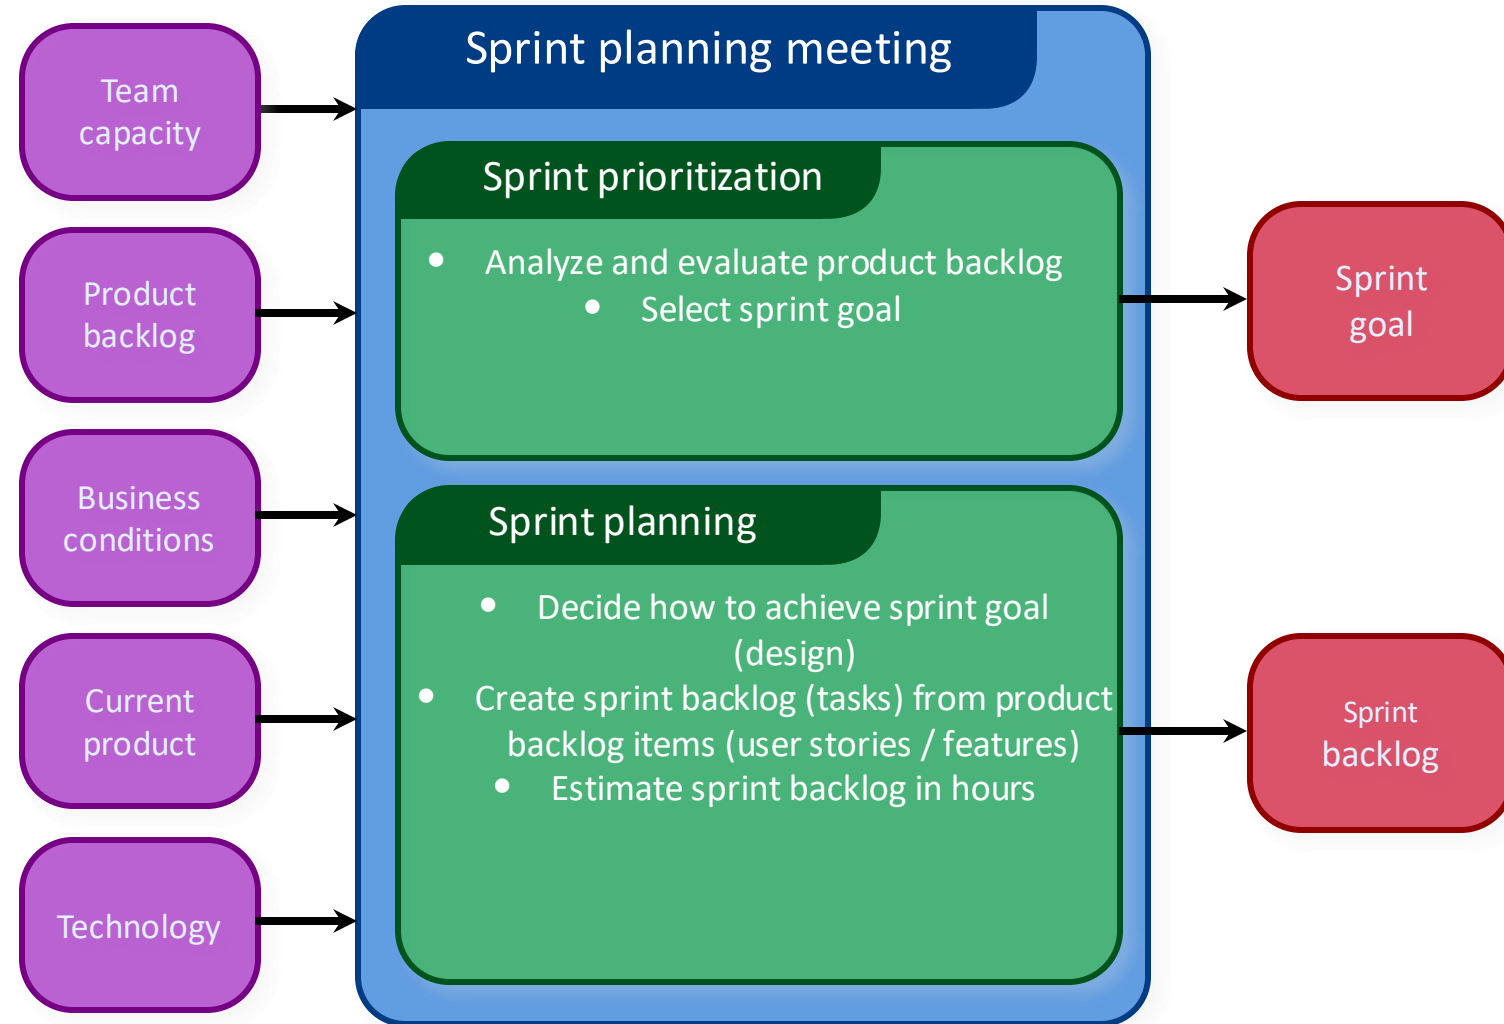 Team
capacity
Product
backlog
Business
conditions
Current
product
Technology
Sprint planning meeting
Sprint prioritization
• Analyze and evaluate product backlog
• Select sprint goal
Sprint planning
• Decide how to achieve sprint goal
(design)
• Create sprint backlog (tasks) from product
backlog items (user stories / features)
• Estimate sprint backlog in hours
Sprint
goal
Sprint
backlog